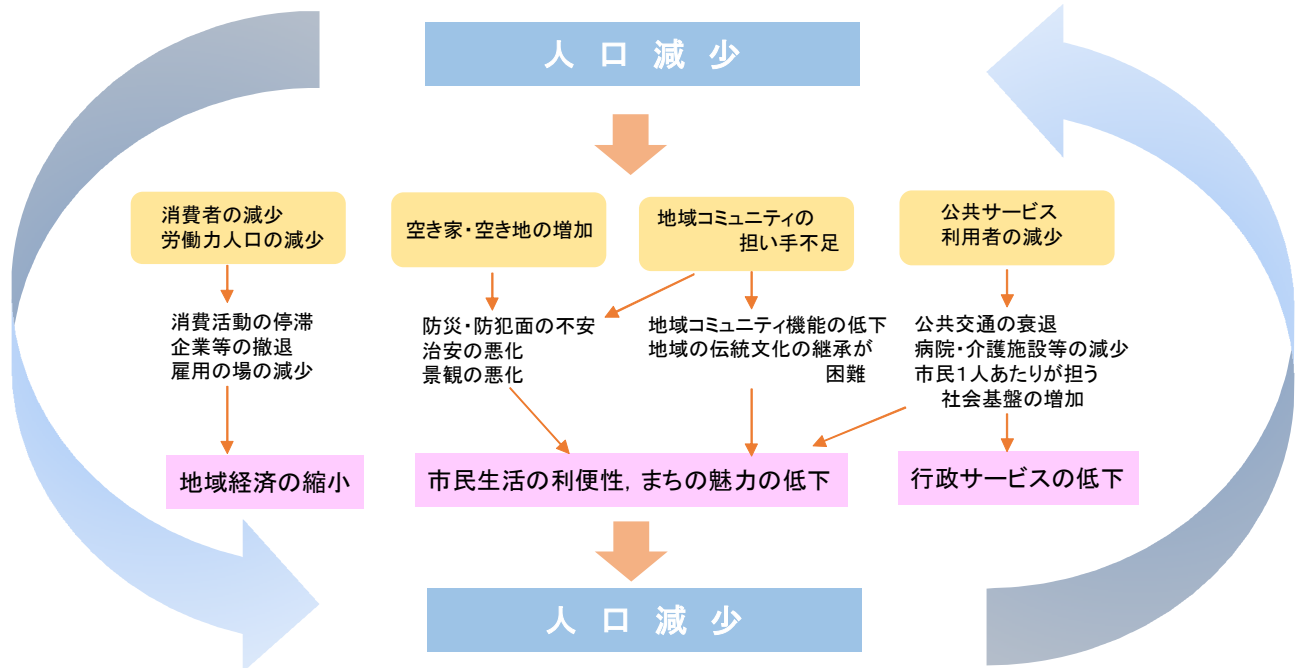 人口減少
消費者の減少
労働力人口の減少
空き家・空き地の増加
地域コミュニティの
担い手不足
公共サービス
利用者の減少
消費活動の停滞
企業等の撤退
雇用の場の減少
防災・防犯面の不安
治安の悪化
景観の悪化
地域コミュニティ機能の低下
地域の伝統文化の継承が
困難
公共交通の衰退
病院・介護施設等の減少
市民1人あたりが担う
社会基盤の増加
地域経済の縮小
市民生活の利便性,まちの魅力の低下
行政サービスの低下
人口減少